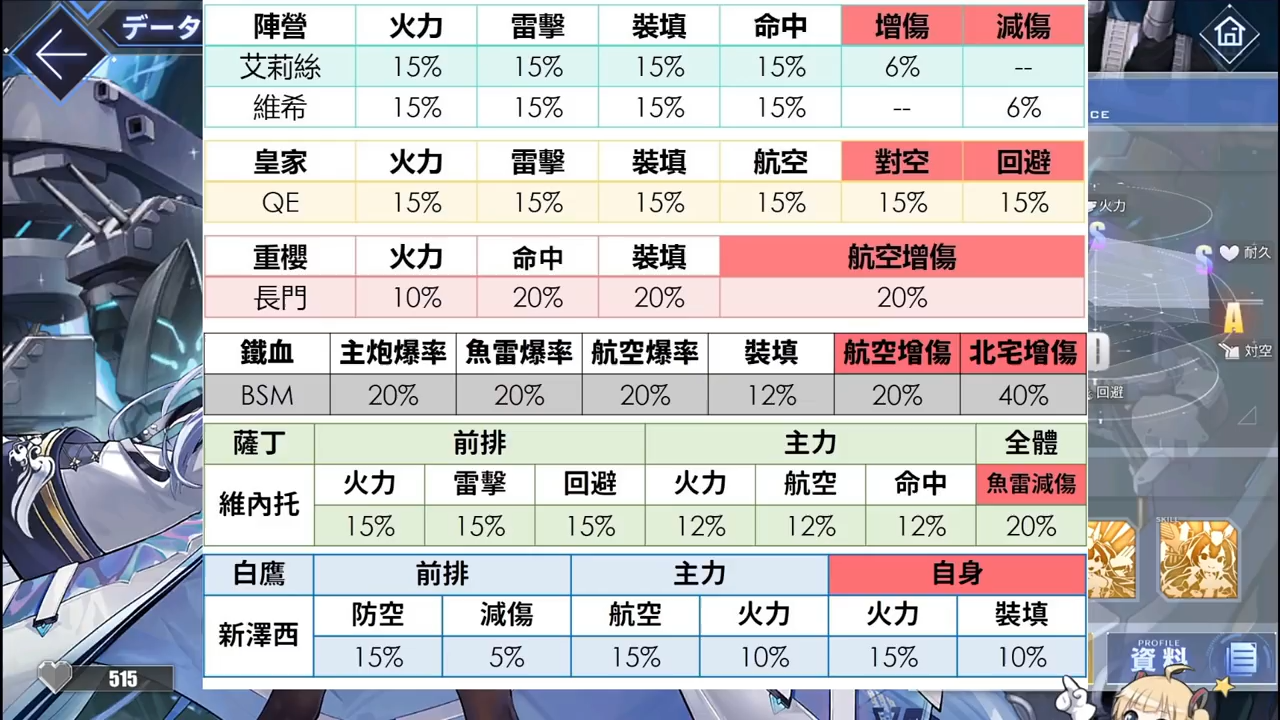 データ
陣營 火力 雷擊 裝填 命中 增傷 減傷
艾莉絲 15% 15% 15% 15% 6% --
維希 15% 15% 15% 15% -- 6%
CE
皇家 火力 雷擊 裝填 航空 對空 回避
QE 15% 15% 15% 15% 15% 15%
火力
S
S 耐久
重櫻 火力 命中 裝填 航空增傷
長門 10% 20% 20% 20%
A
対空
D
回避
鐵血 主炮爆率 魚雷爆率 航空爆率 裝填 航空增傷 北宅增傷
BSM 20% 20% 20% 12% 20% 40%
薩丁 前排 主力 全體
維內托 火力 雷擊 回避 火力 航空 命中 魚雷減傷
15% 15% 15% 12% 12% 12% 20%
SKILL
白鷹 前排 主力 自身
新澤西 防空 減傷 航空 火力 火力 裝填
15% 5% 15% 10% 15% 10%
515
PROFILE
資料